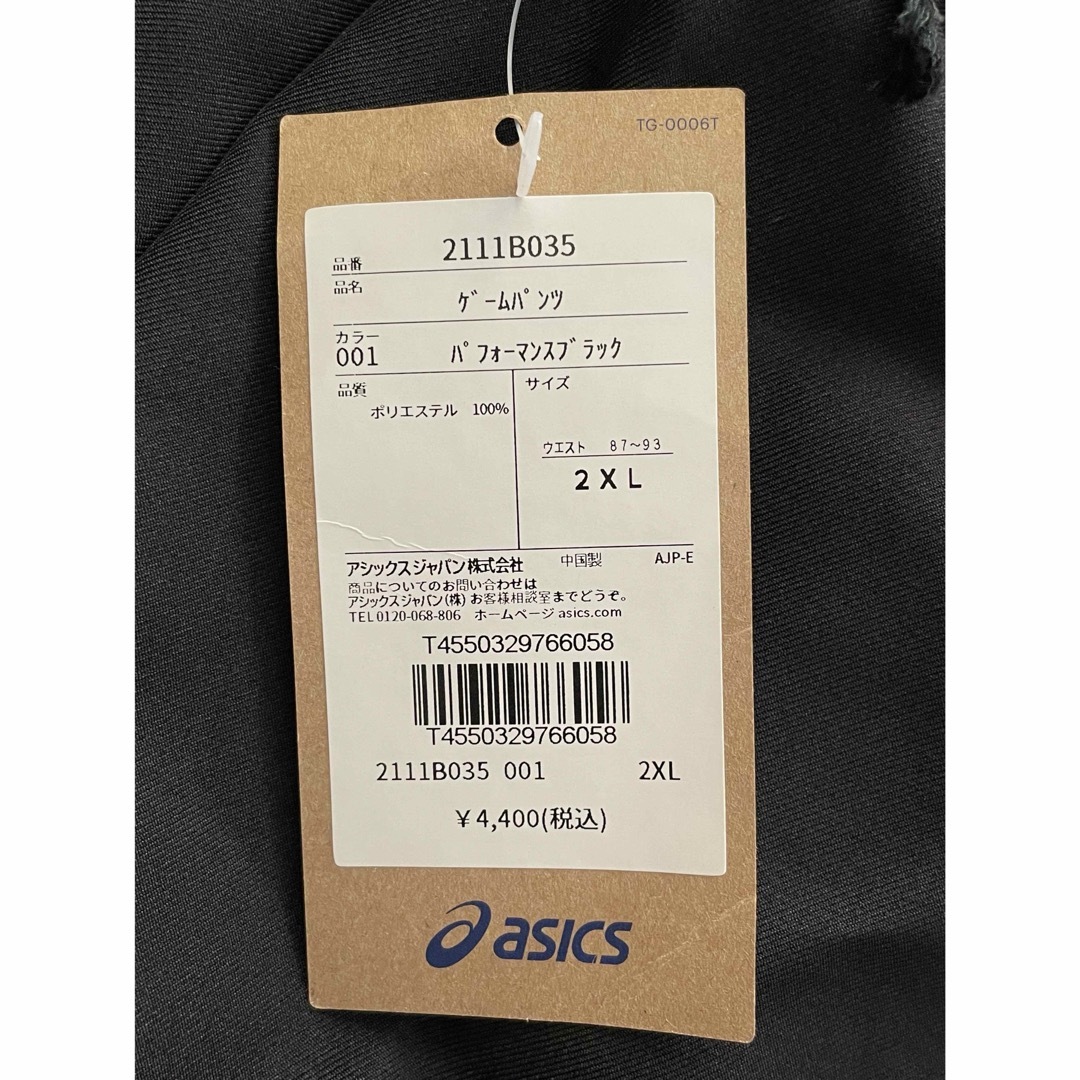 TG-0006T
品番 2111B035
品名 ゲームパンツ
カラー
001 パフォーマンスブラック
品質
ポリエステル 100%
サイズ
ウエスト 87~93
2XL
アシックスジャパン株式会社 中国製 AJP-E
商品についてのお問い合わせは
アシックスジャパン(株)お客様相談室までどうぞ。
TEL0120-068-806 ホームページasics.com
T4550329766058
T4550329766058
2111B035 001 2XL
¥4,400(税込)
asics